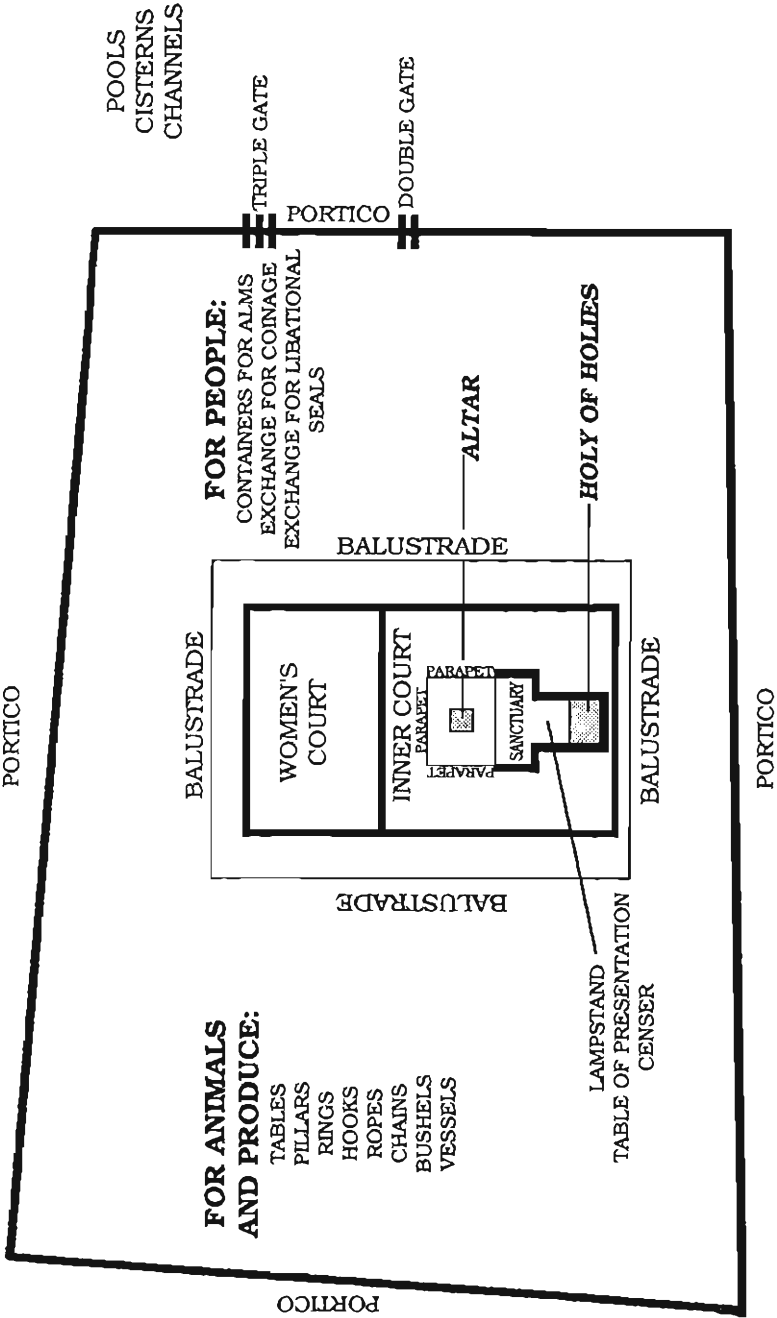 PORTICO
FOR ANIMALS
AND PRODUCE:
TABLES
PILLARS
RINGS
HOOKS
ROPES
CHAINS
BUSHELS
VESSELS
BALUSTRADE
BALUSTRADE
BALUSTRADE
BALUSTRADE
WOMEN'S
COURT
INNER COURT
PARAPET
PARAPET
PARAPET
SANCTUARY
LAMPSTAND
TABLE OF PRESENTATION
CENSER
FOR PEOPLE:
CONTAINERS FOR ALMS
EXCHANGE FOR COINAGE
EXCHANGE FOR LIBATIONAL
SEALS
ALTAR
HOLY OF HOLIES
POOLS
CISTERNS
CHANNELS
TRIPLE GATE
PORTICO
DOUBLE GATE
PORTICO
PORTICO